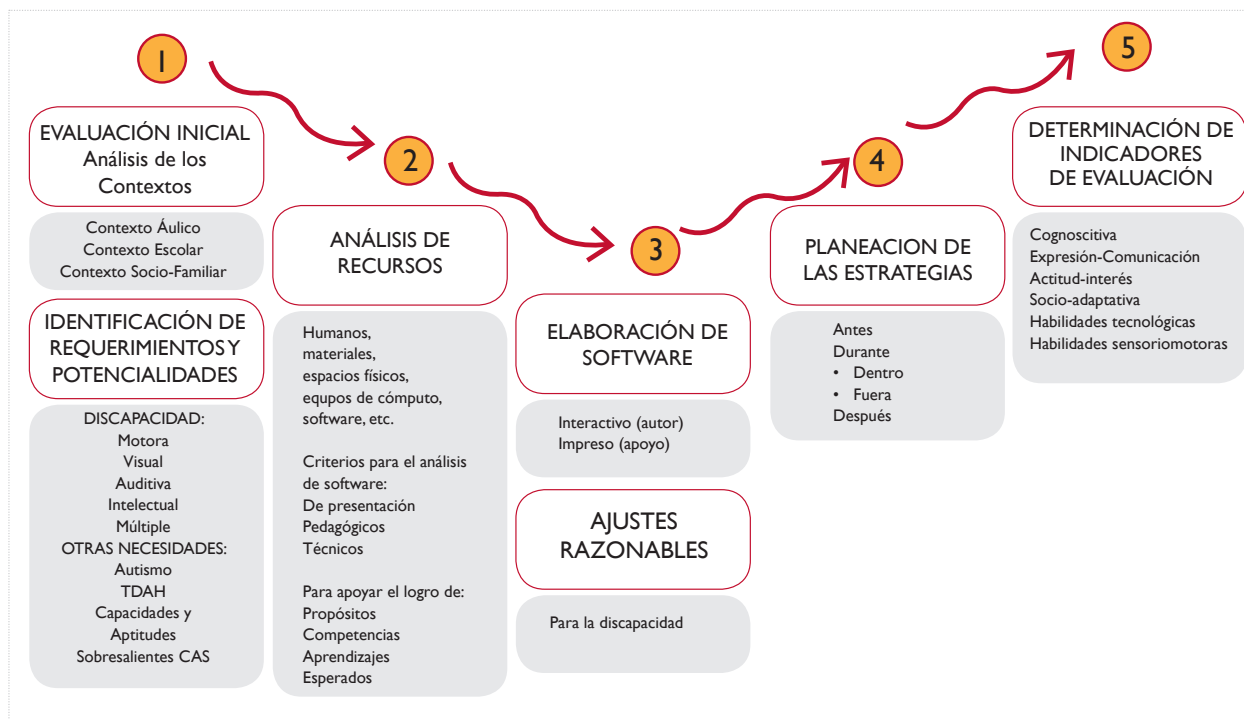 1
EVALUACIÓN INICIAL
Análisis de los
Contextos
Contexto Áulico
Contexto Escolar
Contexto Socio-Familiar
IDENTIFICACIÓN DE
REQUERIMIENTOS Y
POTENCIALIDADES
DISCAPACIDAD:
Motora
Visual
Auditiva
Intelectual
Múltiple
OTRAS NECESIDADES:
Autismo
TDAH
Capacidades y
Aptitudes
Sobresalientes CAS
2
ANÁLISIS DE
RECURSOS
Humanos,
materiales,
espacios físicos,
equpos de cómputo,
software, etc.
Criterios para el análisis
de software:
De presentación
Pedagógicos
Técnicos
Para apoyar el logro de:
Propósitos
Competencias
Aprendizajes
Esperados
3
ELABORACIÓN DE
SOFTWARE
Interactivo (autor)
Impreso (apoyo)
AJUSTES
RAZONABLES
Para la discapacidad
4
PLANEACION DE
LAS ESTRATEGIAS
Antes
Durante
• Dentro
• Fuera
Después
5
DETERMINACIÓN DE
INDICADORES
DE EVALUACIÓN
Cognoscitiva
Expresión-Comunicación
Actitud-interés
Socio-adaptativa
Habilidades tecnológicas
Habilidades sensoriomotoras